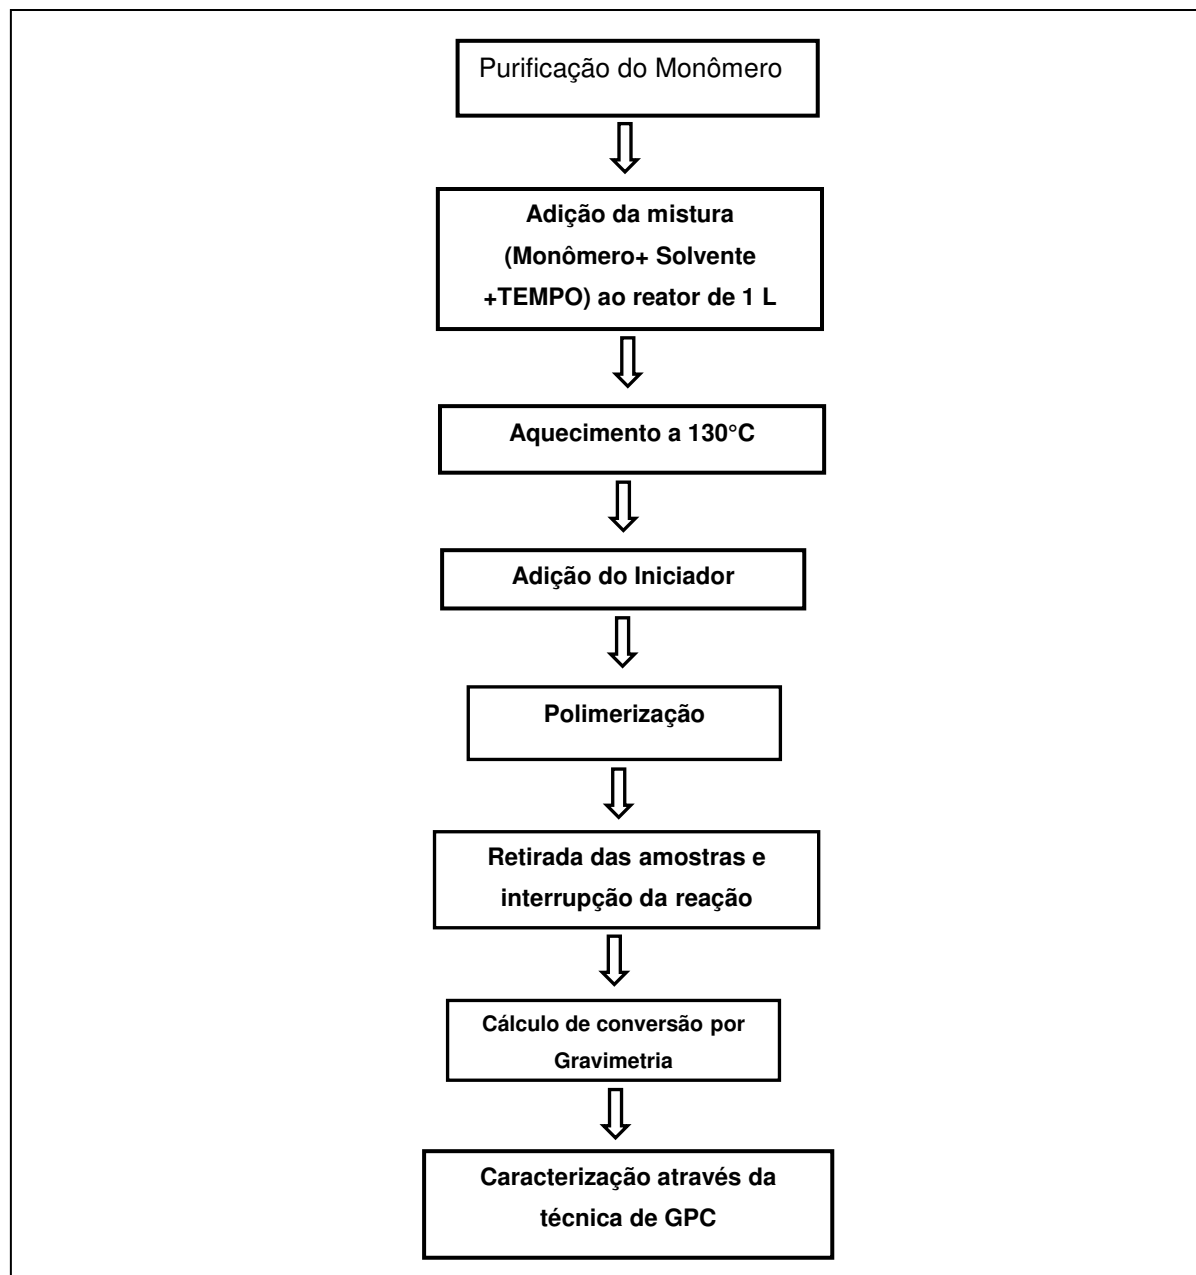 Purificação do Monômero
Adição da mistura
(Monômero+ Solvente
+TEMPO) ao reator de 1 L
Aquecimento a 130°C
Adição do Iniciador
Polimerização
Retirada das amostras e
interrupção da reação
Cálculo de conversão por
Gravimetria
Caracterização através da
técnica de GPC